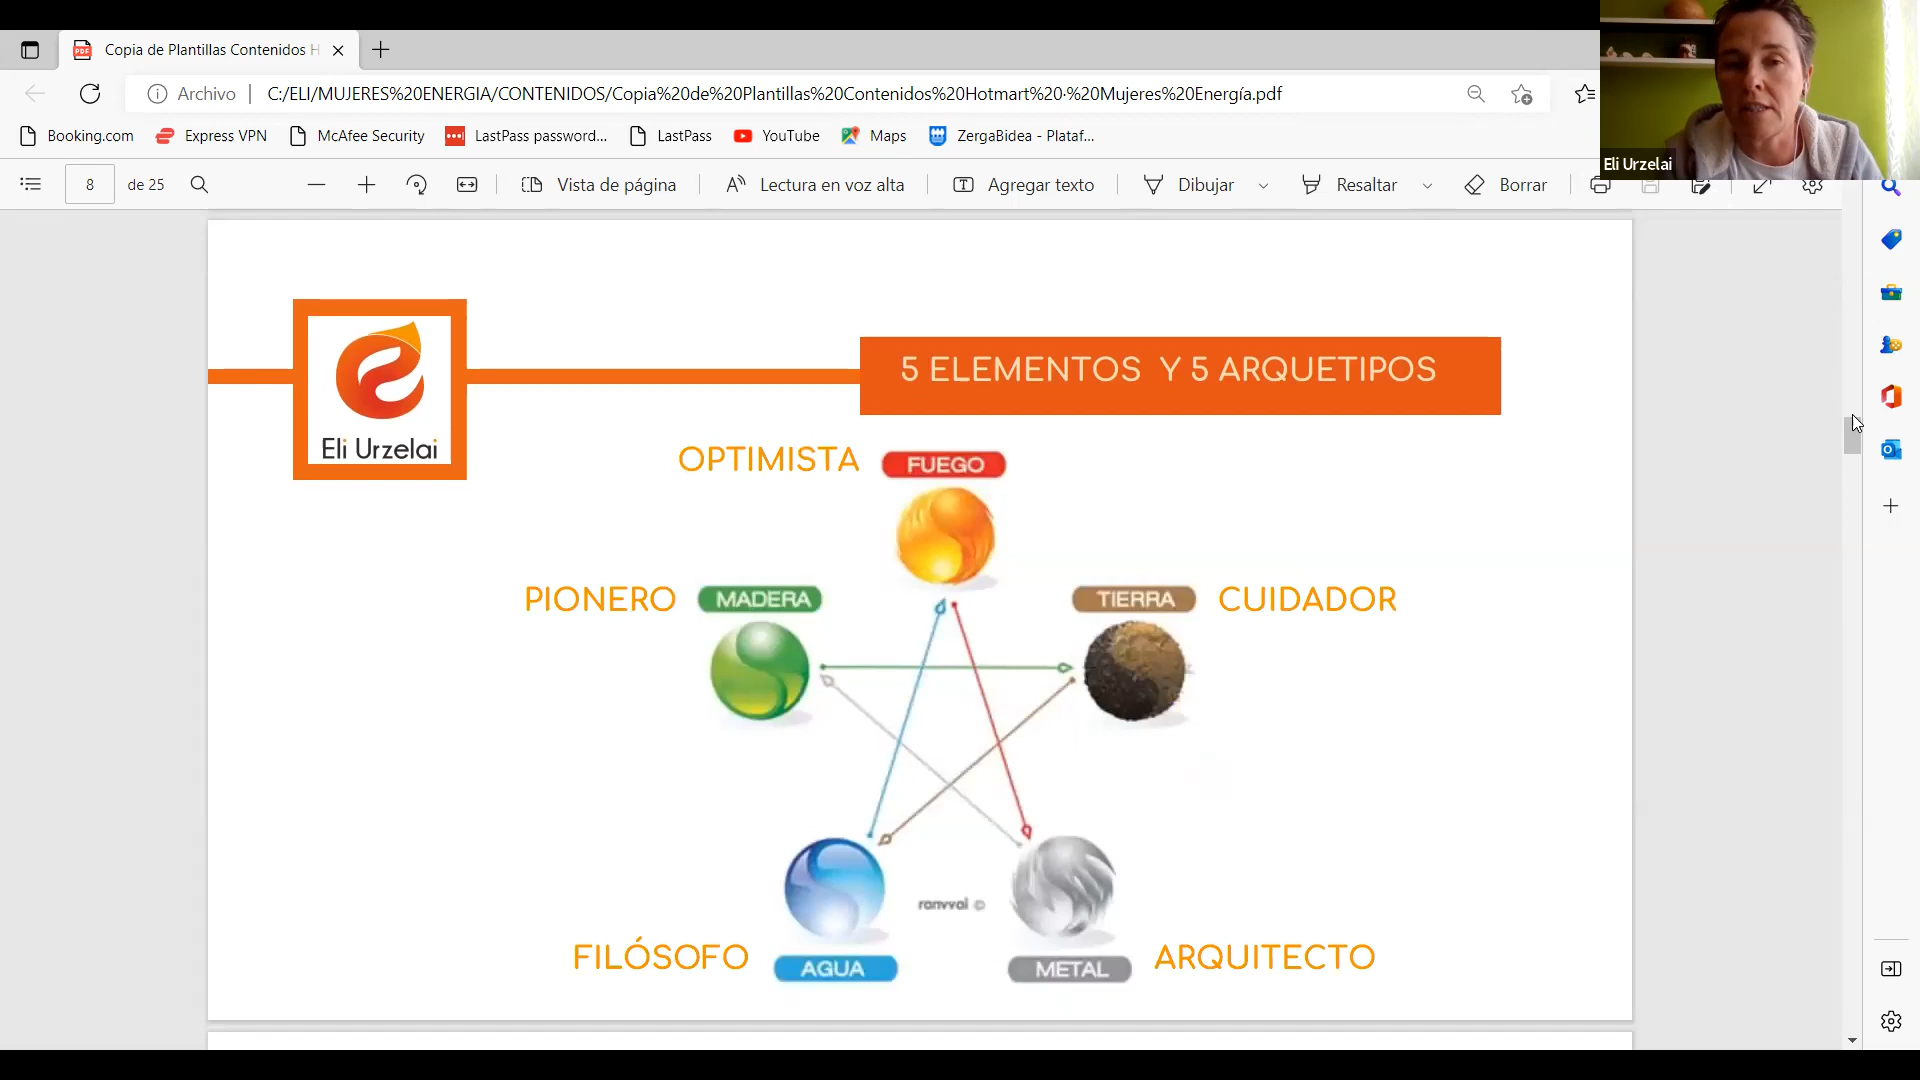 Copia de Plantillas Contenidos H
Archivo
C:/ELI/MUJERES%20ENERGIA/CONTENIDOS/Copia%20de%20Plantillas%20Contenidos%20Hotmart%20·%20Mujeres%20Energía.pdf
Booking.com
Express VPN
McAfee Security
LastPass password...
LastPass
YouTube
Maps
ZergaBidea - Plataf...
Eli Urzelai
8
de 25
Vista de página
Lectura en voz alta
Agregar texto
Dibujar
Resaltar
Borrar
5 ELEMENTOS Y 5 ARQUETIPOS
Eli Urzelai
OPTIMISTA
FUEGO
PIONERO
MADERA
TIERRA
CUIDADOR
ranvvai ©
FILÓSOFO
AGUA
METAL
ARQUITECTO